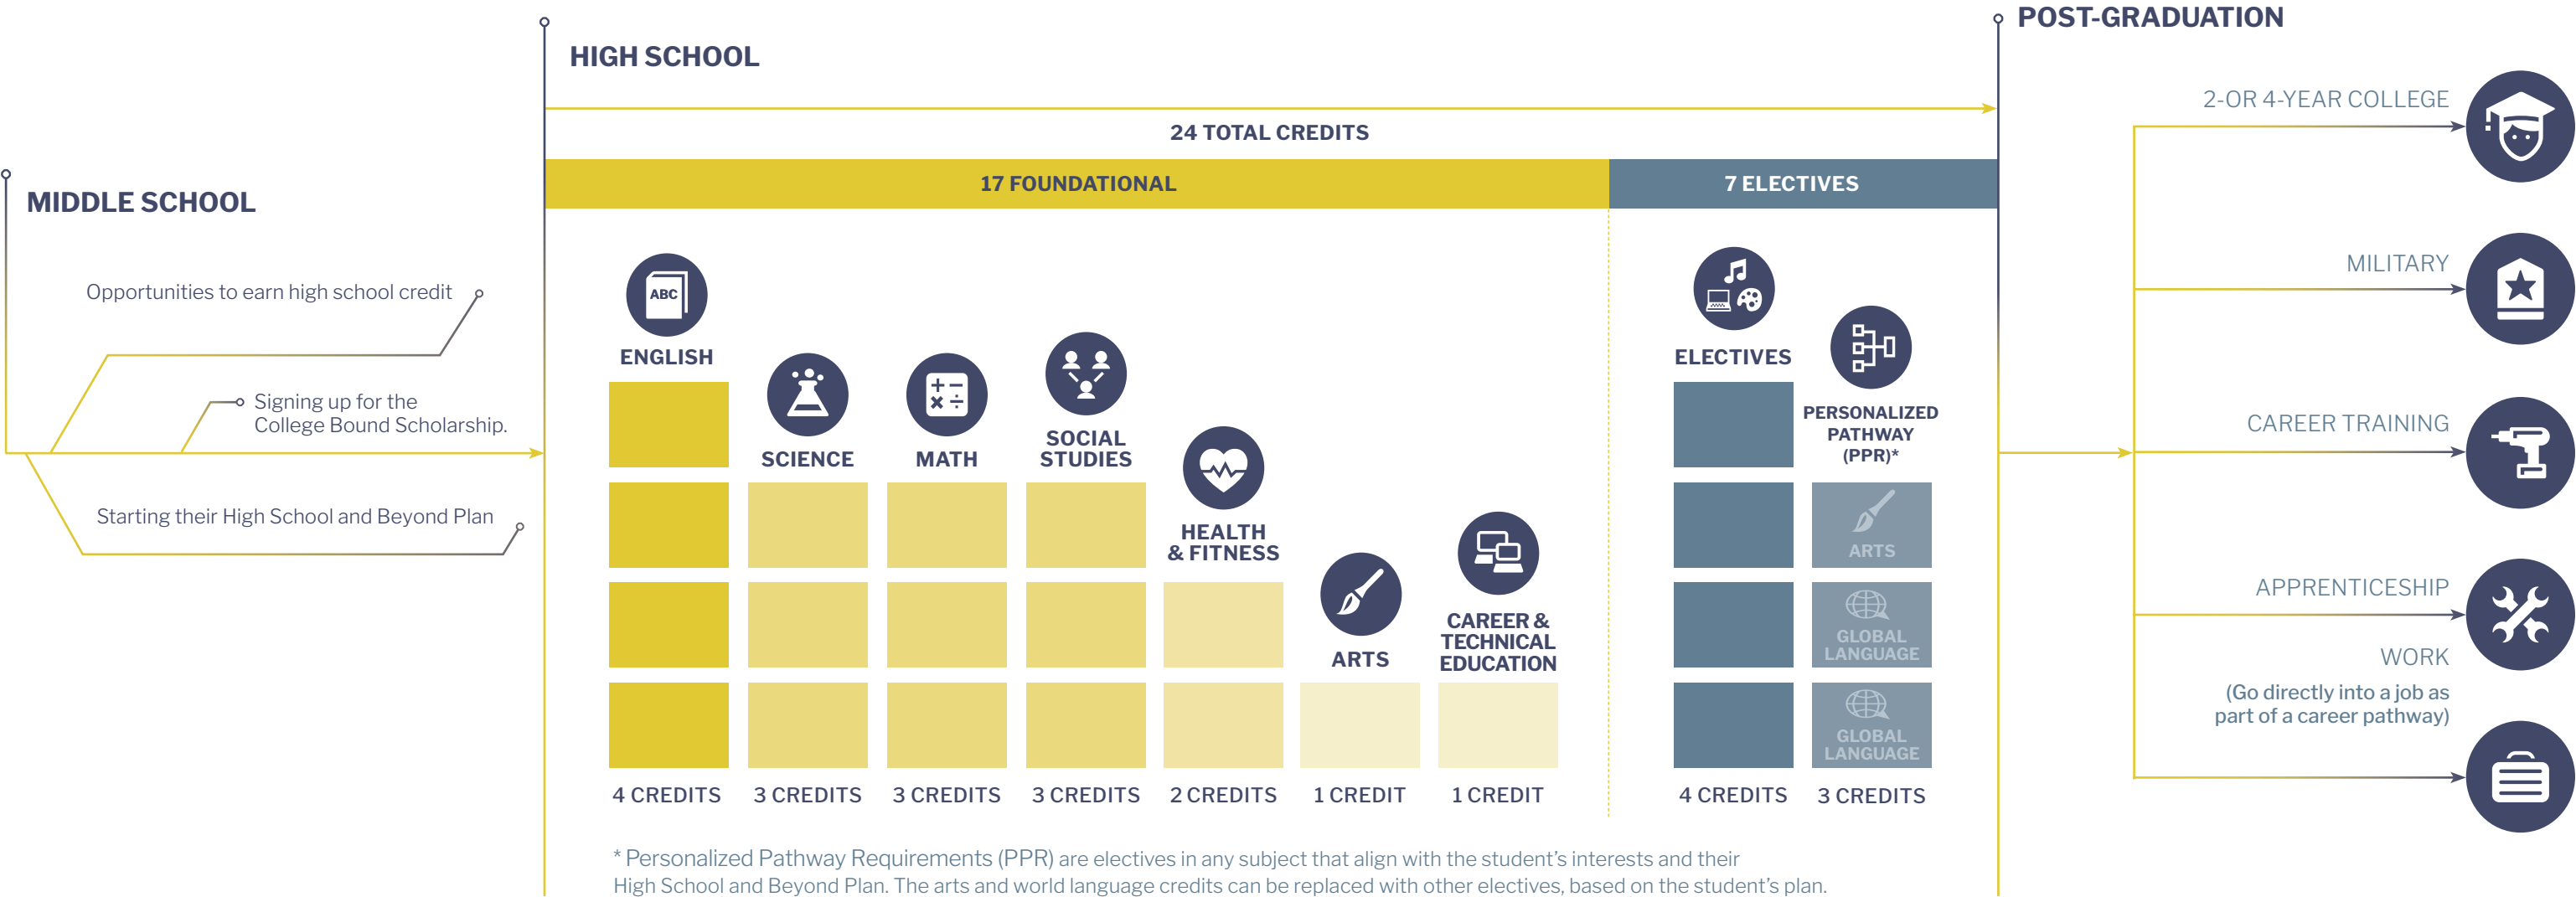 MIDDLE SCHOOL
Opportunities to earn high school credit
Signing up for the
College Bound Scholarship.
Starting their High School and Beyond Plan
HIGH SCHOOL
24 TOTAL CREDITS
17 FOUNDATIONAL
7 ELECTIVES
ABC
ENGLISH
4 CREDITS
SCIENCE
3 CREDITS
MATH
3 CREDITS
SOCIAL
STUDIES
3 CREDITS
HEALTH
& FITNESS
2 CREDITS
ARTS
1 CREDIT
CAREER &
TECHNICAL
EDUCATION
1 CREDIT
ELECTIVES
4 CREDITS
PERSONALIZED
PATHWAY
(PPR)*
ARTS
GLOBAL
LANGUAGE
GLOBAL
LANGUAGE
3 CREDITS
* Personalized Pathway Requirements (PPR) are electives in any subject that align with the student’s interests and their
High School and Beyond Plan. The arts and world language credits can be replaced with other electives, based on the student’s plan.
POST-GRADUATION
2-OR 4-YEAR COLLEGE
MILITARY
CAREER TRAINING
APPRENTICESHIP
WORK
(Go directly into a job as
part of a career pathway)